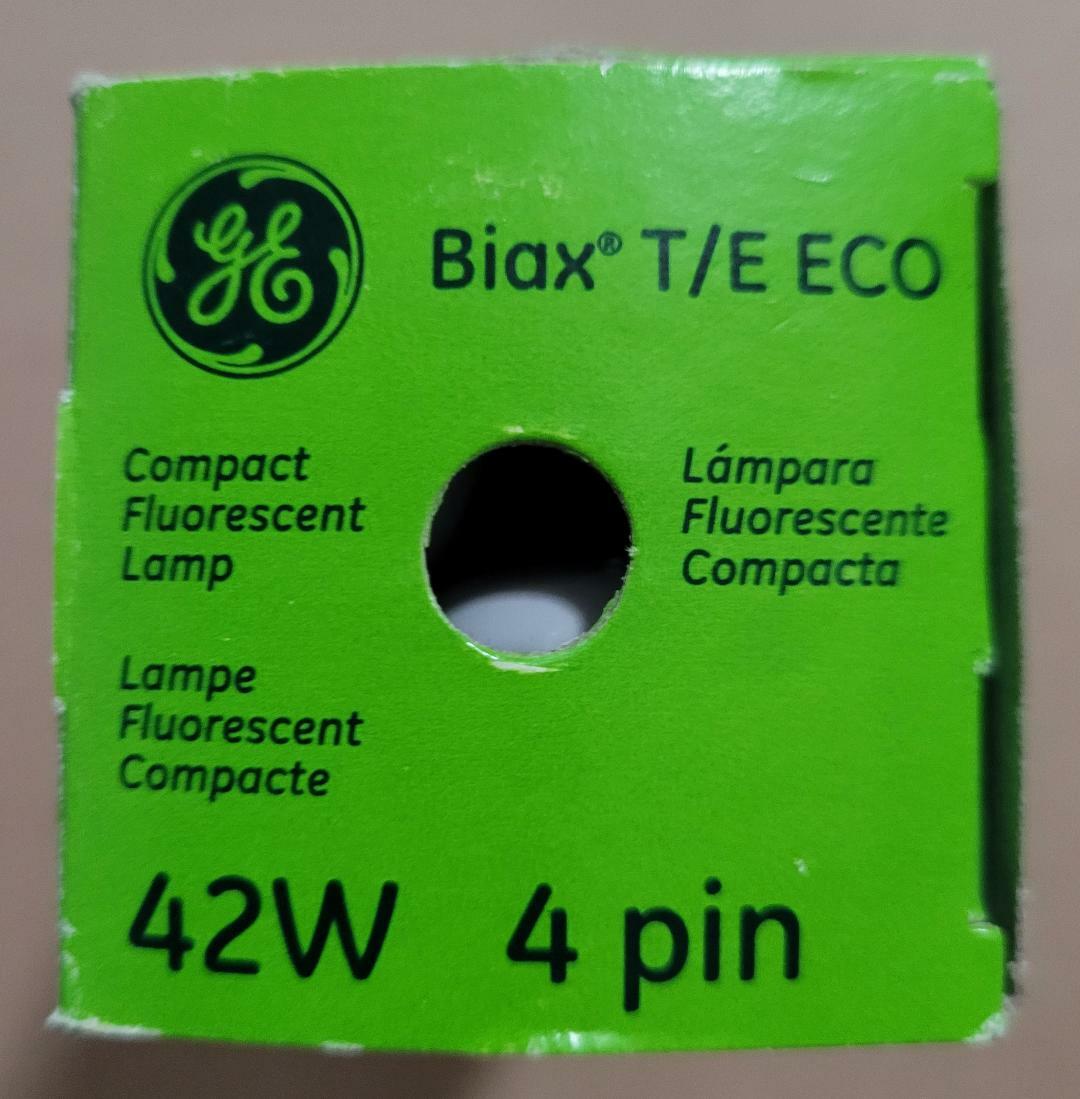 GE
Biax® T/E ECO
Compact
Fluorescent
Lamp
Lámpara
Fluorescente
Compacta
Lampe
Fluorescent
Compacte
42W 4 pin